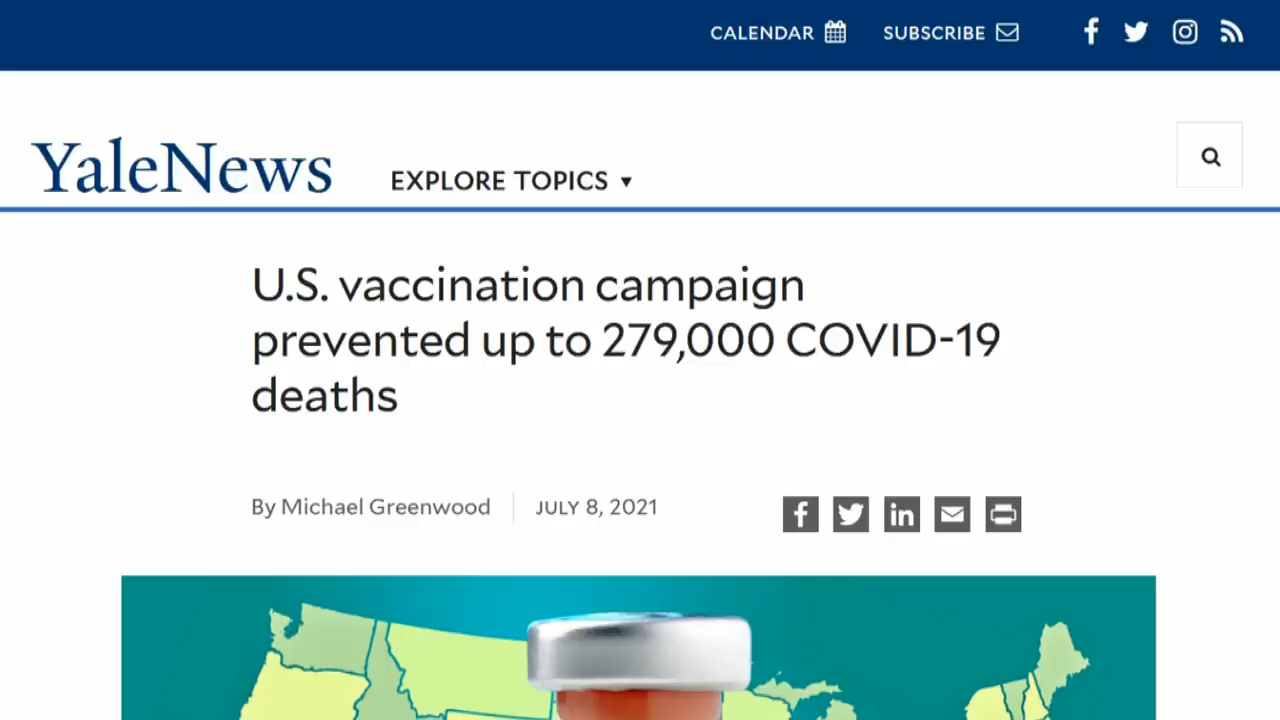 CALENDAR
SUBSCRIBE
YaleNews
EXPLORE TOPICS ▼
U.S. vaccination campaign
prevented up to 279,000 COVID-19
deaths
By Michael Greenwood
JULY 8, 2021